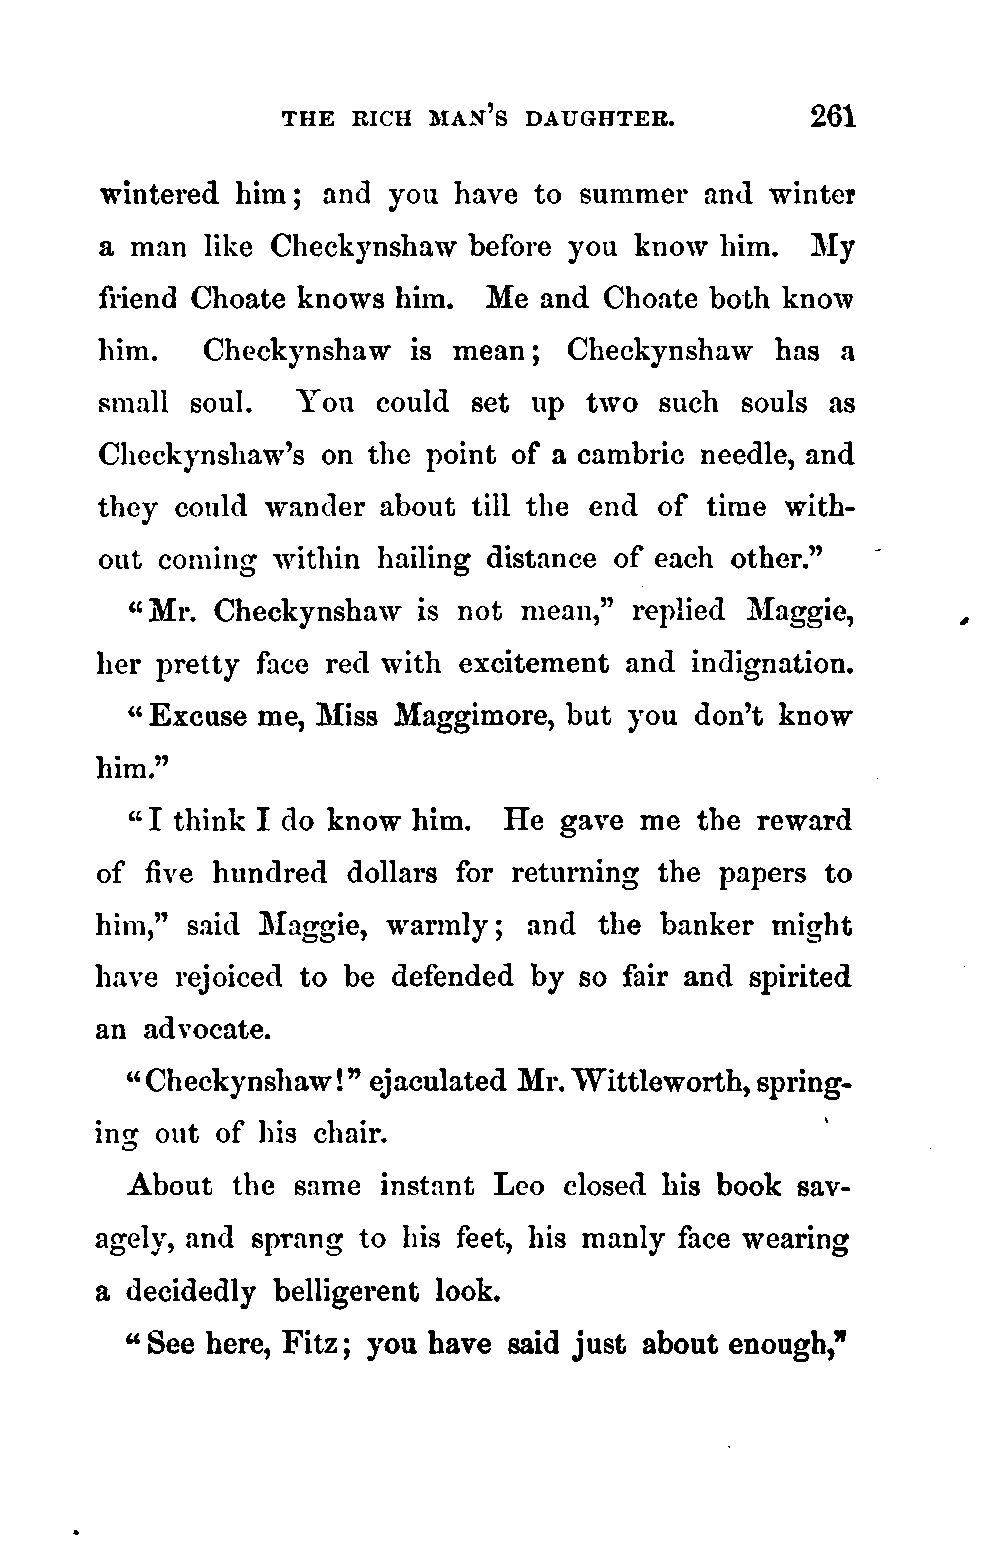 THE RICH MAN'S DAUGHTER. 261
wintered him; and you have to summer and winter
a man like Checkynshaw before you know him. My
friend Choate knows him. Me and Choate both know
him. Checkynshaw is mean; Checkynshaw has a
small soul. You could set up two such souls as
Checkynshaw's on the point of a cambric needle, and
they could wander about till the end of time with-
out coming within hailing distance of each other."
"Mr. Checkynshaw is not mean," replied Maggie,
her pretty face red with excitement and indignation.
"Excuse me, Miss Maggimore, but you don't know
him."
"I think I do know him. He gave me the reward
of five hundred dollars for returning the papers to
him," said Maggie, warmly; and the banker might
have rejoiced to be defended by so fair and spirited
an advocate.
"Checkynshaw!" ejaculated Mr. Wittleworth, spring-
ing out of his chair.
About the same instant Leo closed his book sav-
agely, and sprang to his feet, his manly face wearing
a decidedly belligerent look.
"See here, Fitz; you have said just about enough,"